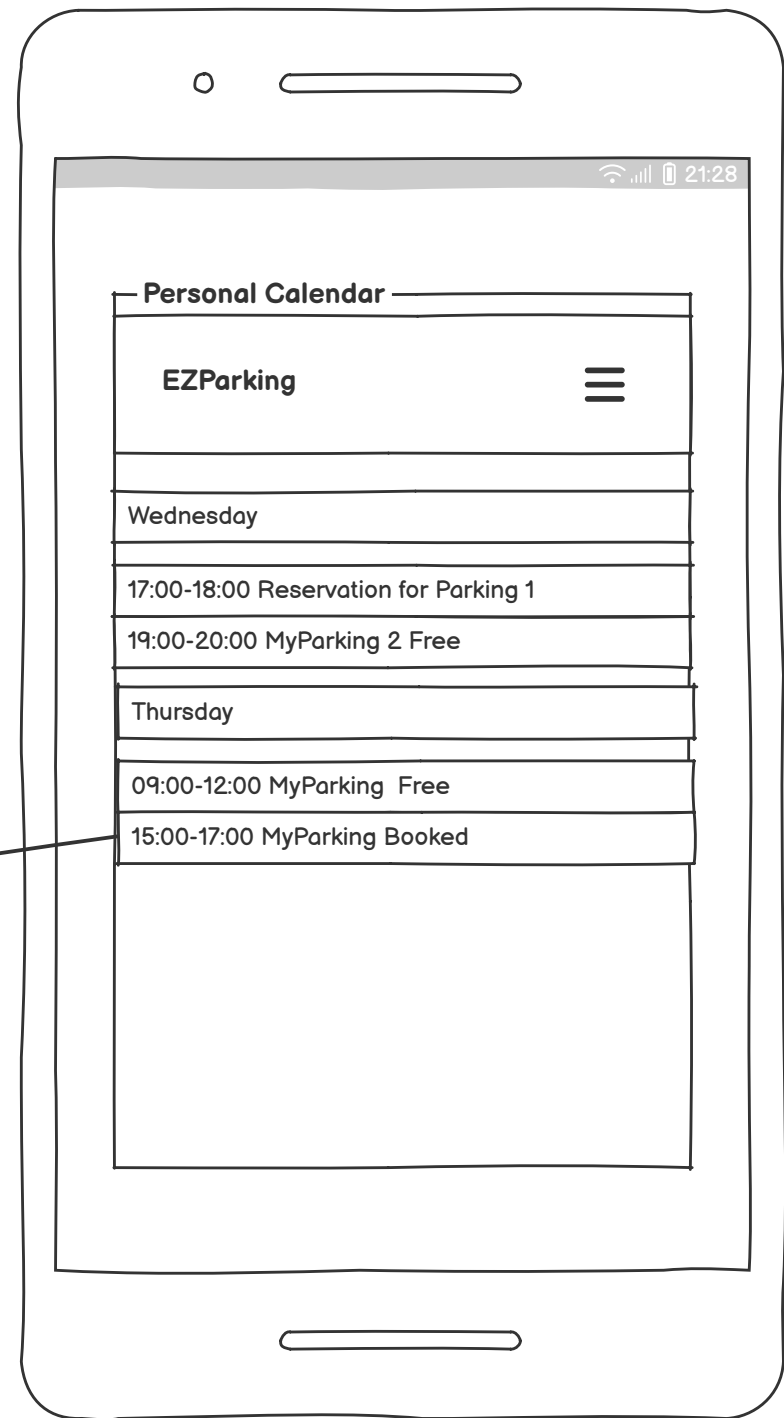 21:28
Personal Calendar
EZParking
Wednesday
17:00-18:00 Reservation for Parking 1
19:00-20:00 MyParking 2 Free
Thursday
09:00-12:00 MyParking  Free
15:00-17:00 MyParking Booked